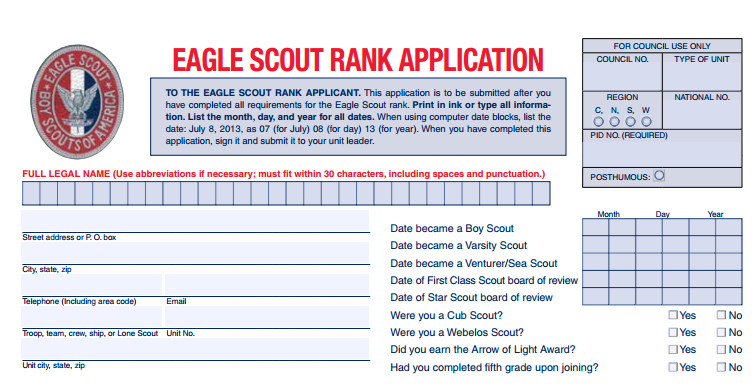 EAGLE SCOUT
BOY SCOUTS OF AMERICA
EAGLE SCOUT RANK APPLICATION
TO THE EAGLE SCOUT RANK APPLICANT. This application is to be submitted after you
have completed all requirements for the Eagle Scout rank. Print in ink or type all informa-
tion. List the month, day, and year for all dates. When using computer date blocks, list the
date: July 8, 2013, as 07 (for July) 08 (for day) 13 (for year). When you have completed this
application, sign it and submit it to your unit leader.
FOR COUNCIL USE ONLY
COUNCIL NO. TYPE OF UNIT
REGION NATIONAL NO.
C, N, S, W
PID NO. (REQUIRED)
POSTHUMOUS:
FULL LEGAL NAME (Use abbreviations if necessary; must fit within 30 characters, including spaces and punctuation.)
Street address or P. O. box
City, state, zip
Telephone (Including area code) Email
Troop, team, crew, ship, or Lone Scout Unit No.
Unit city, state, zip
Month Day Year
Date became a Boy Scout
Date became a Varsity Scout
Date became a Venturer/Sea Scout
Date of First Class Scout board of review
Date of Star Scout board of review
Were you a Cub Scout? Yes No
Were you a Webelos Scout? Yes No
Did you earn the Arrow of Light Award? Yes No
Had you completed fifth grade upon joining? Yes No